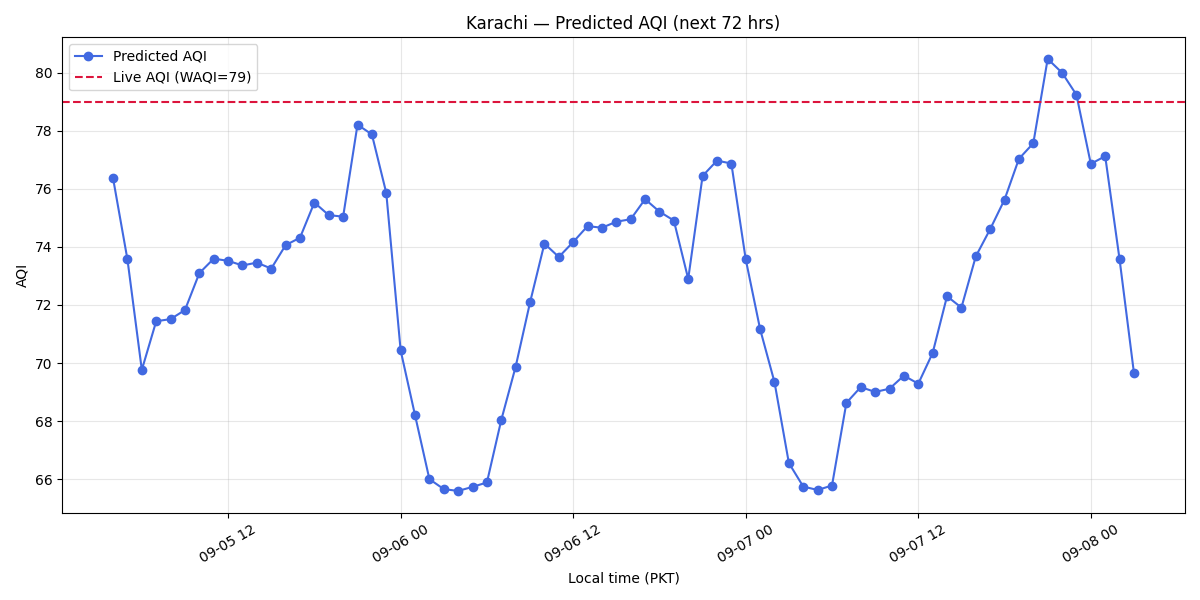 Karachi — Predicted AQI (next 72 hrs)
Predicted AQI
Live AQI (WAQI=79)
80
78
76
74
72
70
68
66
AQI
09-05 12
09-06 00
09-06 12
09-07 00
09-07 12
09-08 00
Local time (PKT)